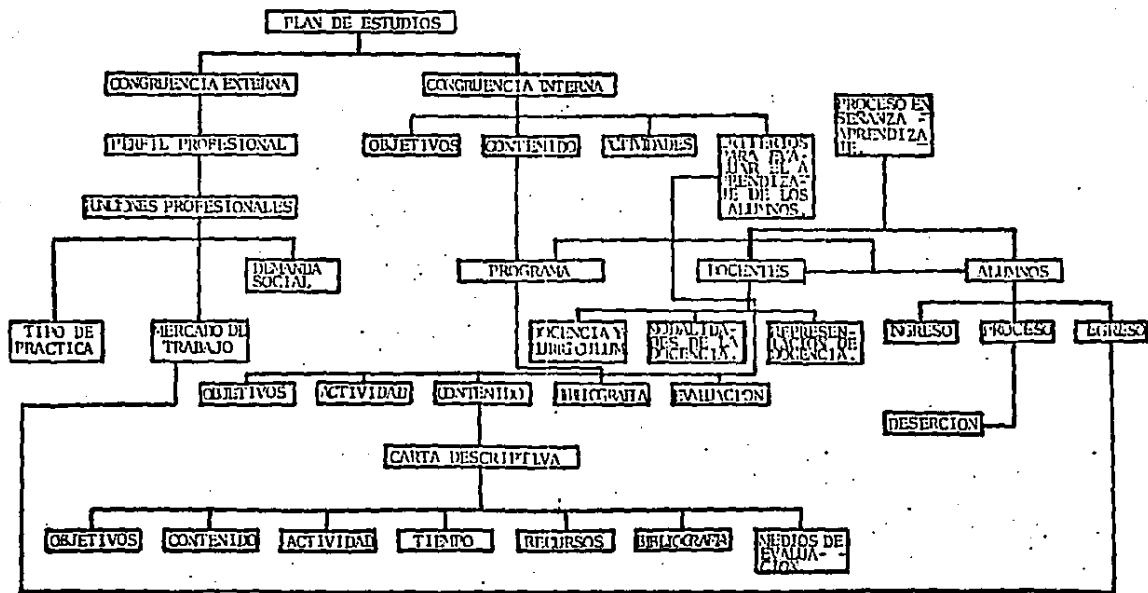 PLAN DE ESTUDIOS
CONGRUENCIA EXTERNA
CONGRUENCIA INTERNA
PROCESO EN
SEÑANZA -
APRENDIZA
JE.
PERFIL PROFESIONAL
OBJETIVOS
CONTENIDO
ACTIVIDADES
CRITERIOS
PARA EVA-
LUAR EL A
PRENDIZA-
JE DE LOS
ALUMNOS.
FUNCIONES PROFESIONALES
DEMANDA
SOCIAL.
PROGRAMA
DOCENTES
ALUMNOS
TIPO DE
PRACTICA
MERCADO DE
TRABAJO
DOCENCIA Y
CURRICULUM
MODALIDA-
DES DE LA
DOCENCIA.
REPRESEN-
TACIOS DE
DOCENCIA.
INGRESO
PROCESO
EGRESO
OBJETIVOS
ACTIVIDAD
CONTENIDO
BIBLIOGRAFIA
EVALUACION
DESERCION
CARTA DESCRIPTIVA
OBJETIVOS
CONTENIDO
ACTIVIDAD
TIEMPO
RECURSOS
BIBLIOGRAFIA
MEDIOS DE
EVALUA-
CION